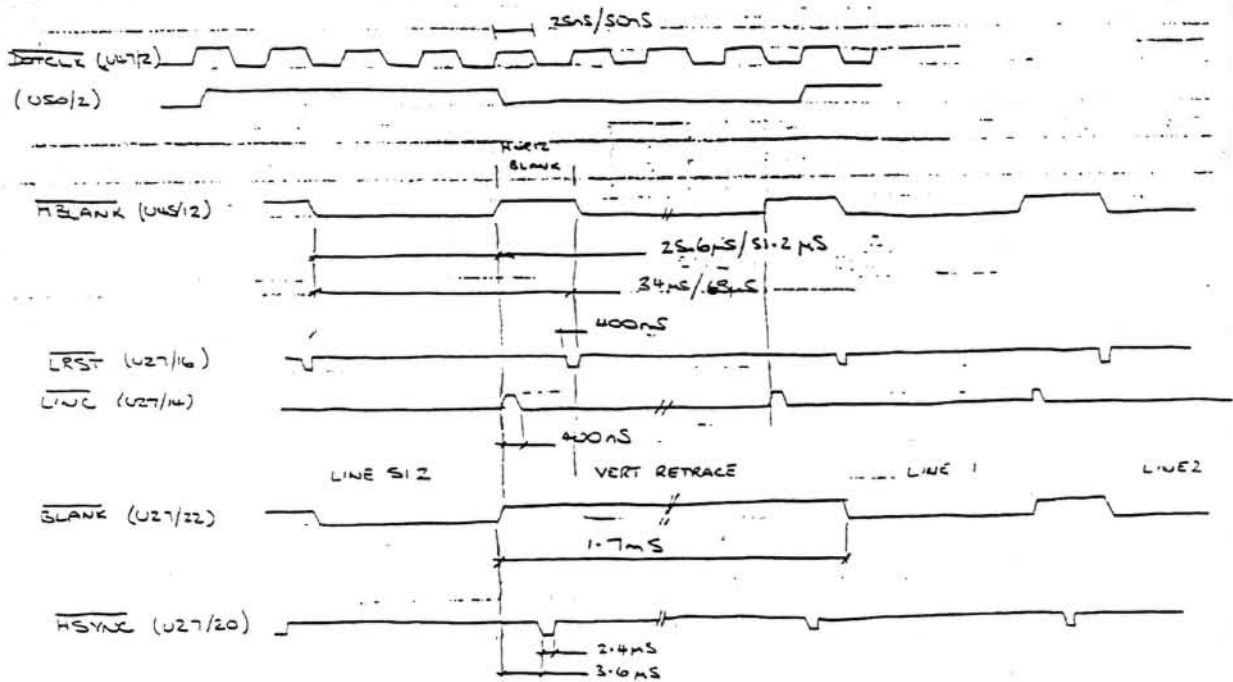 25nS/50nS
DOTCLK (U47/2)
(U50/2)
HORIZ
BLANK
HBLANK (U45/12)
25.6µS/51.2µS
34µS/68µS
400nS
LRST (U27/16)
LINC (U27/14)
400nS
LINE 512 VERT RETRACE LINE 1 LINE 2
BLANK (U27/22)
1.7mS
HSYNC (U27/20)
2.4µS
3.6µS